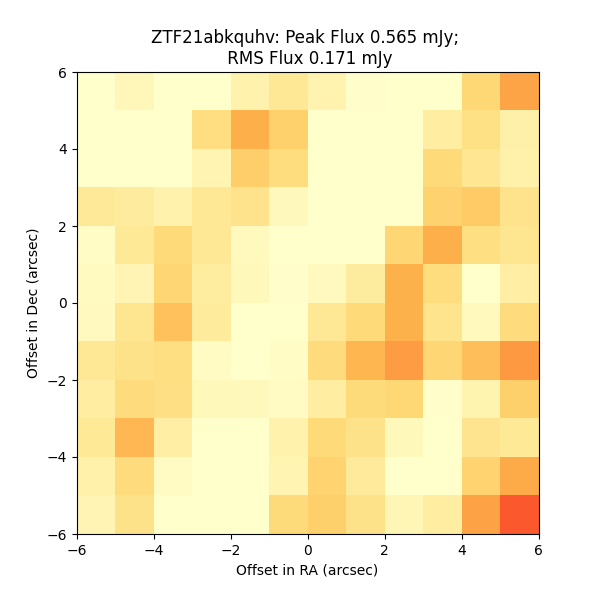 ZTF21abkquhv: Peak Flux 0.565 mJy;
RMS Flux 0.171 mJy
6
4
2
0
−2
−4
−6
Offset in Dec (arcsec)
−6 −4 −2 0 2 4 6
Offset in RA (arcsec)